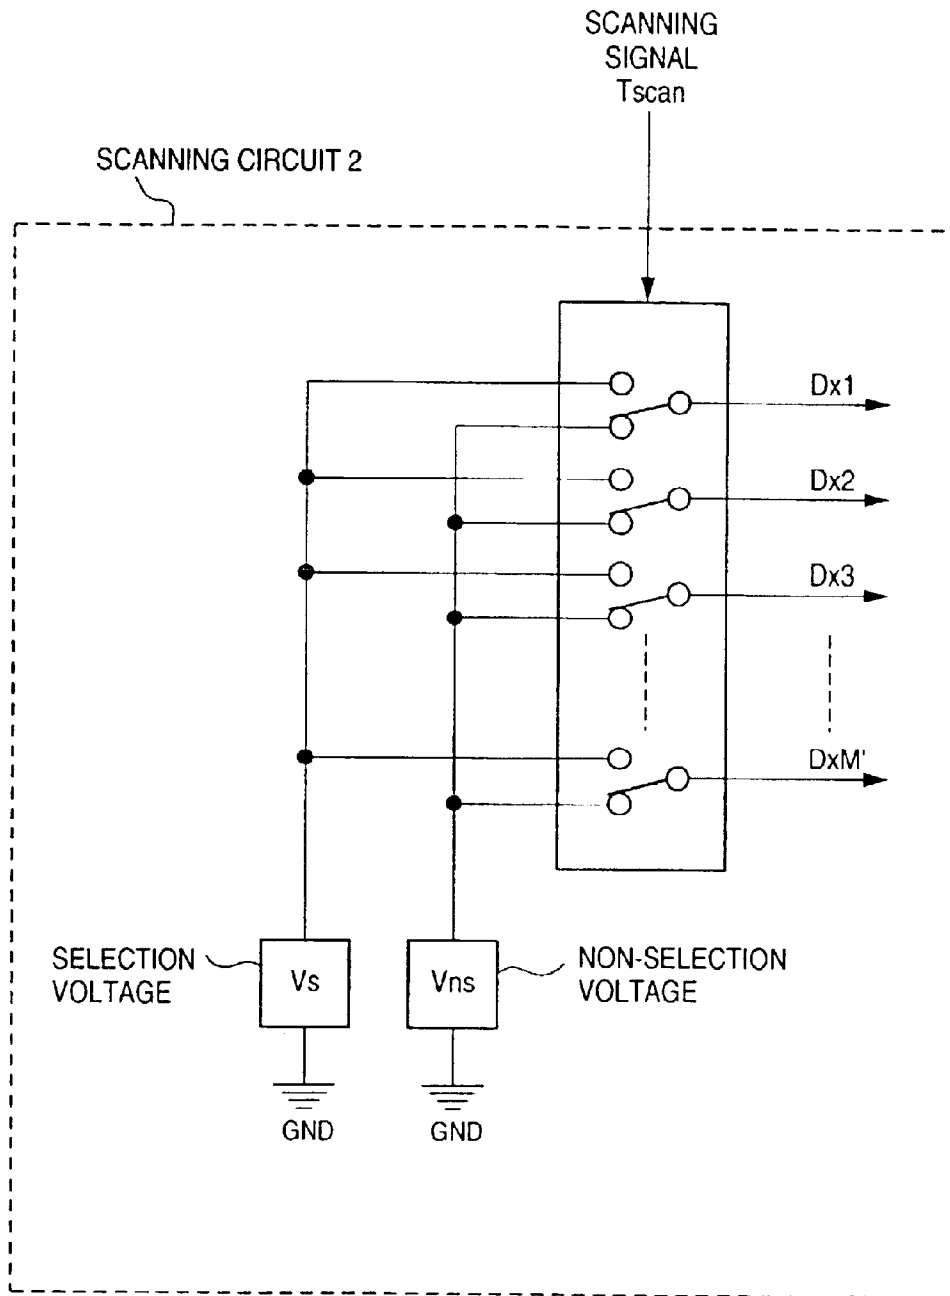 SCANNING
SIGNAL
Tscan
SCANNING CIRCUIT 2
Dx1
Dx2
Dx3
DxM'
SELECTION
VOLTAGE
Vs
Vns
NON-SELECTION
VOLTAGE
GND
GND